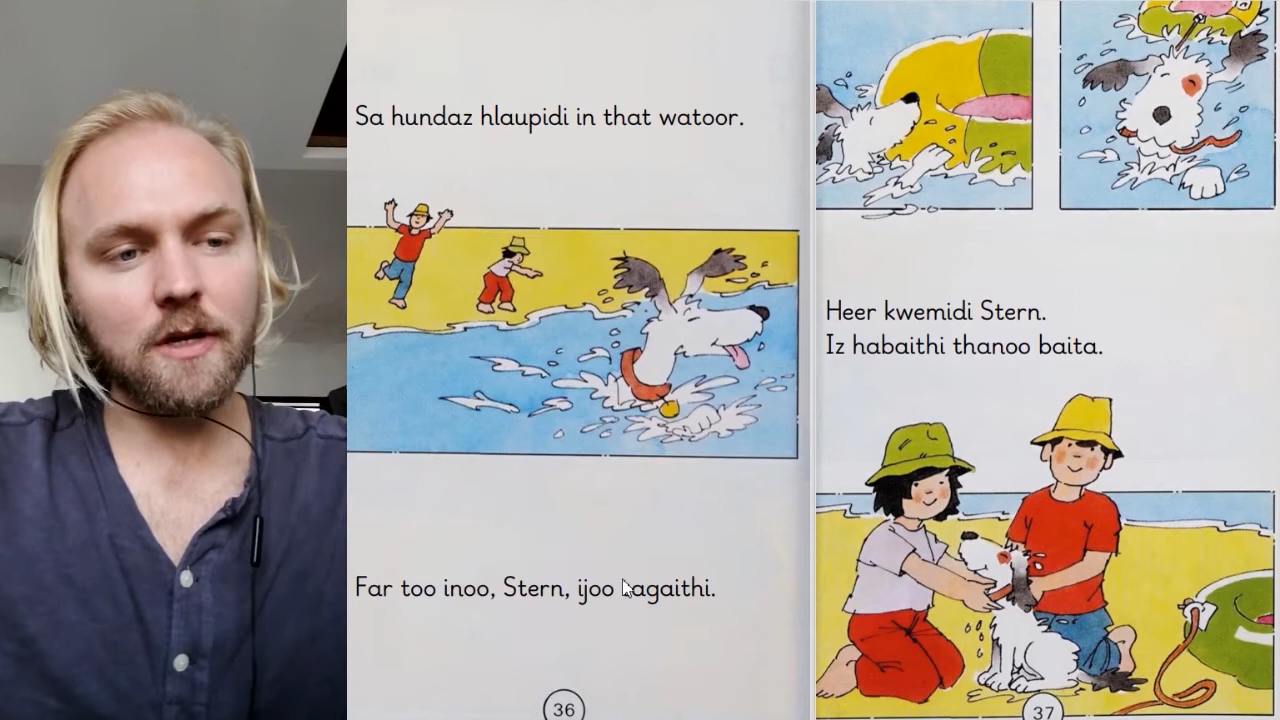 Sa hundaz hlaupidi in that watoor.
Far too inoo, Stern, ijoo
36
Heer kwemidi Stern.
Iz habaithi thanoo baita.
37